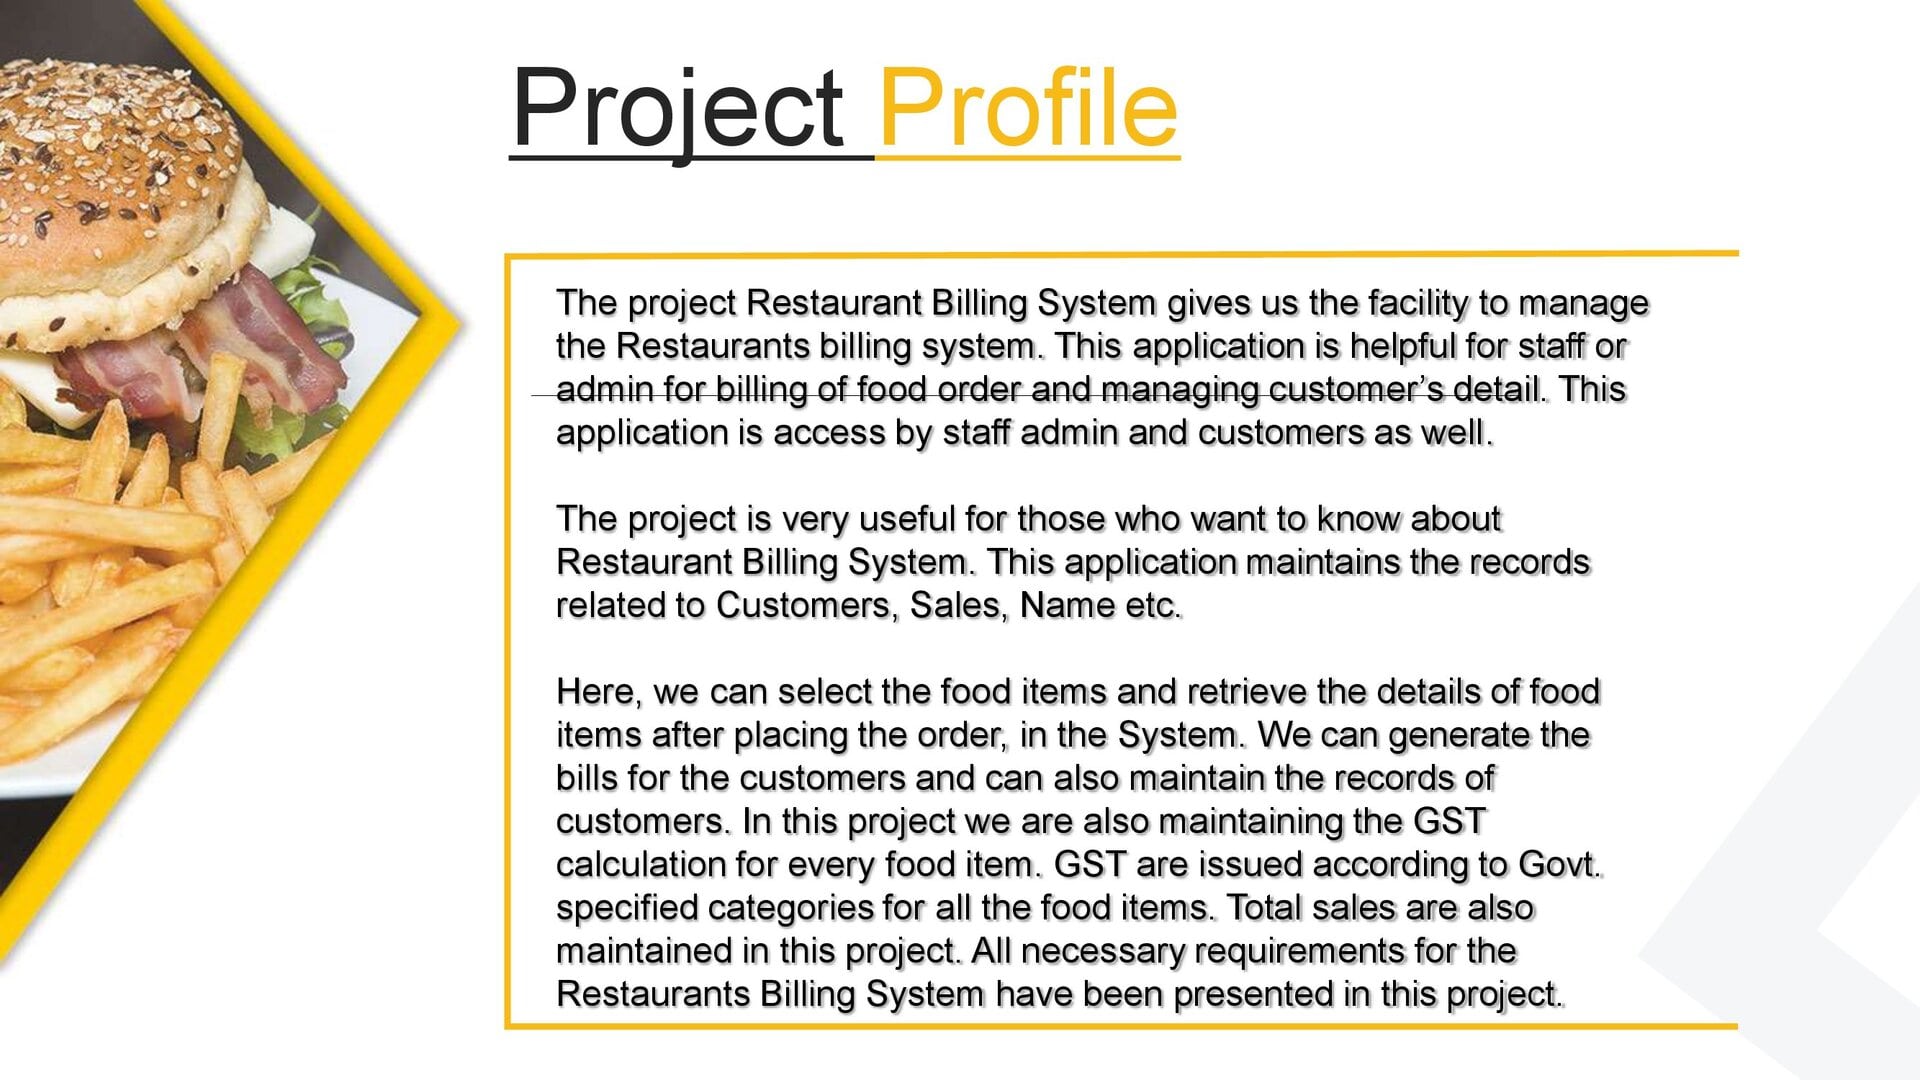 Project Profile
The project Restaurant Billing System gives us the facility to manage
the Restaurants billing system. This application is helpful for staff or
admin for billing of food order and managing customer’s detail. This
application is access by staff admin and customers as well.
The project is very useful for those who want to know about
Restaurant Billing System. This application maintains the records
related to Customers, Sales, Name etc.
Here, we can select the food items and retrieve the details of food
items after placing the order, in the System. We can generate the
bills for the customers and can also maintain the records of
customers. In this project we are also maintaining the GST
calculation for every food item. GST are issued according to Govt.
specified categories for all the food items. Total sales are also
maintained in this project. All necessary requirements for the
Restaurants Billing System have been presented in this project.